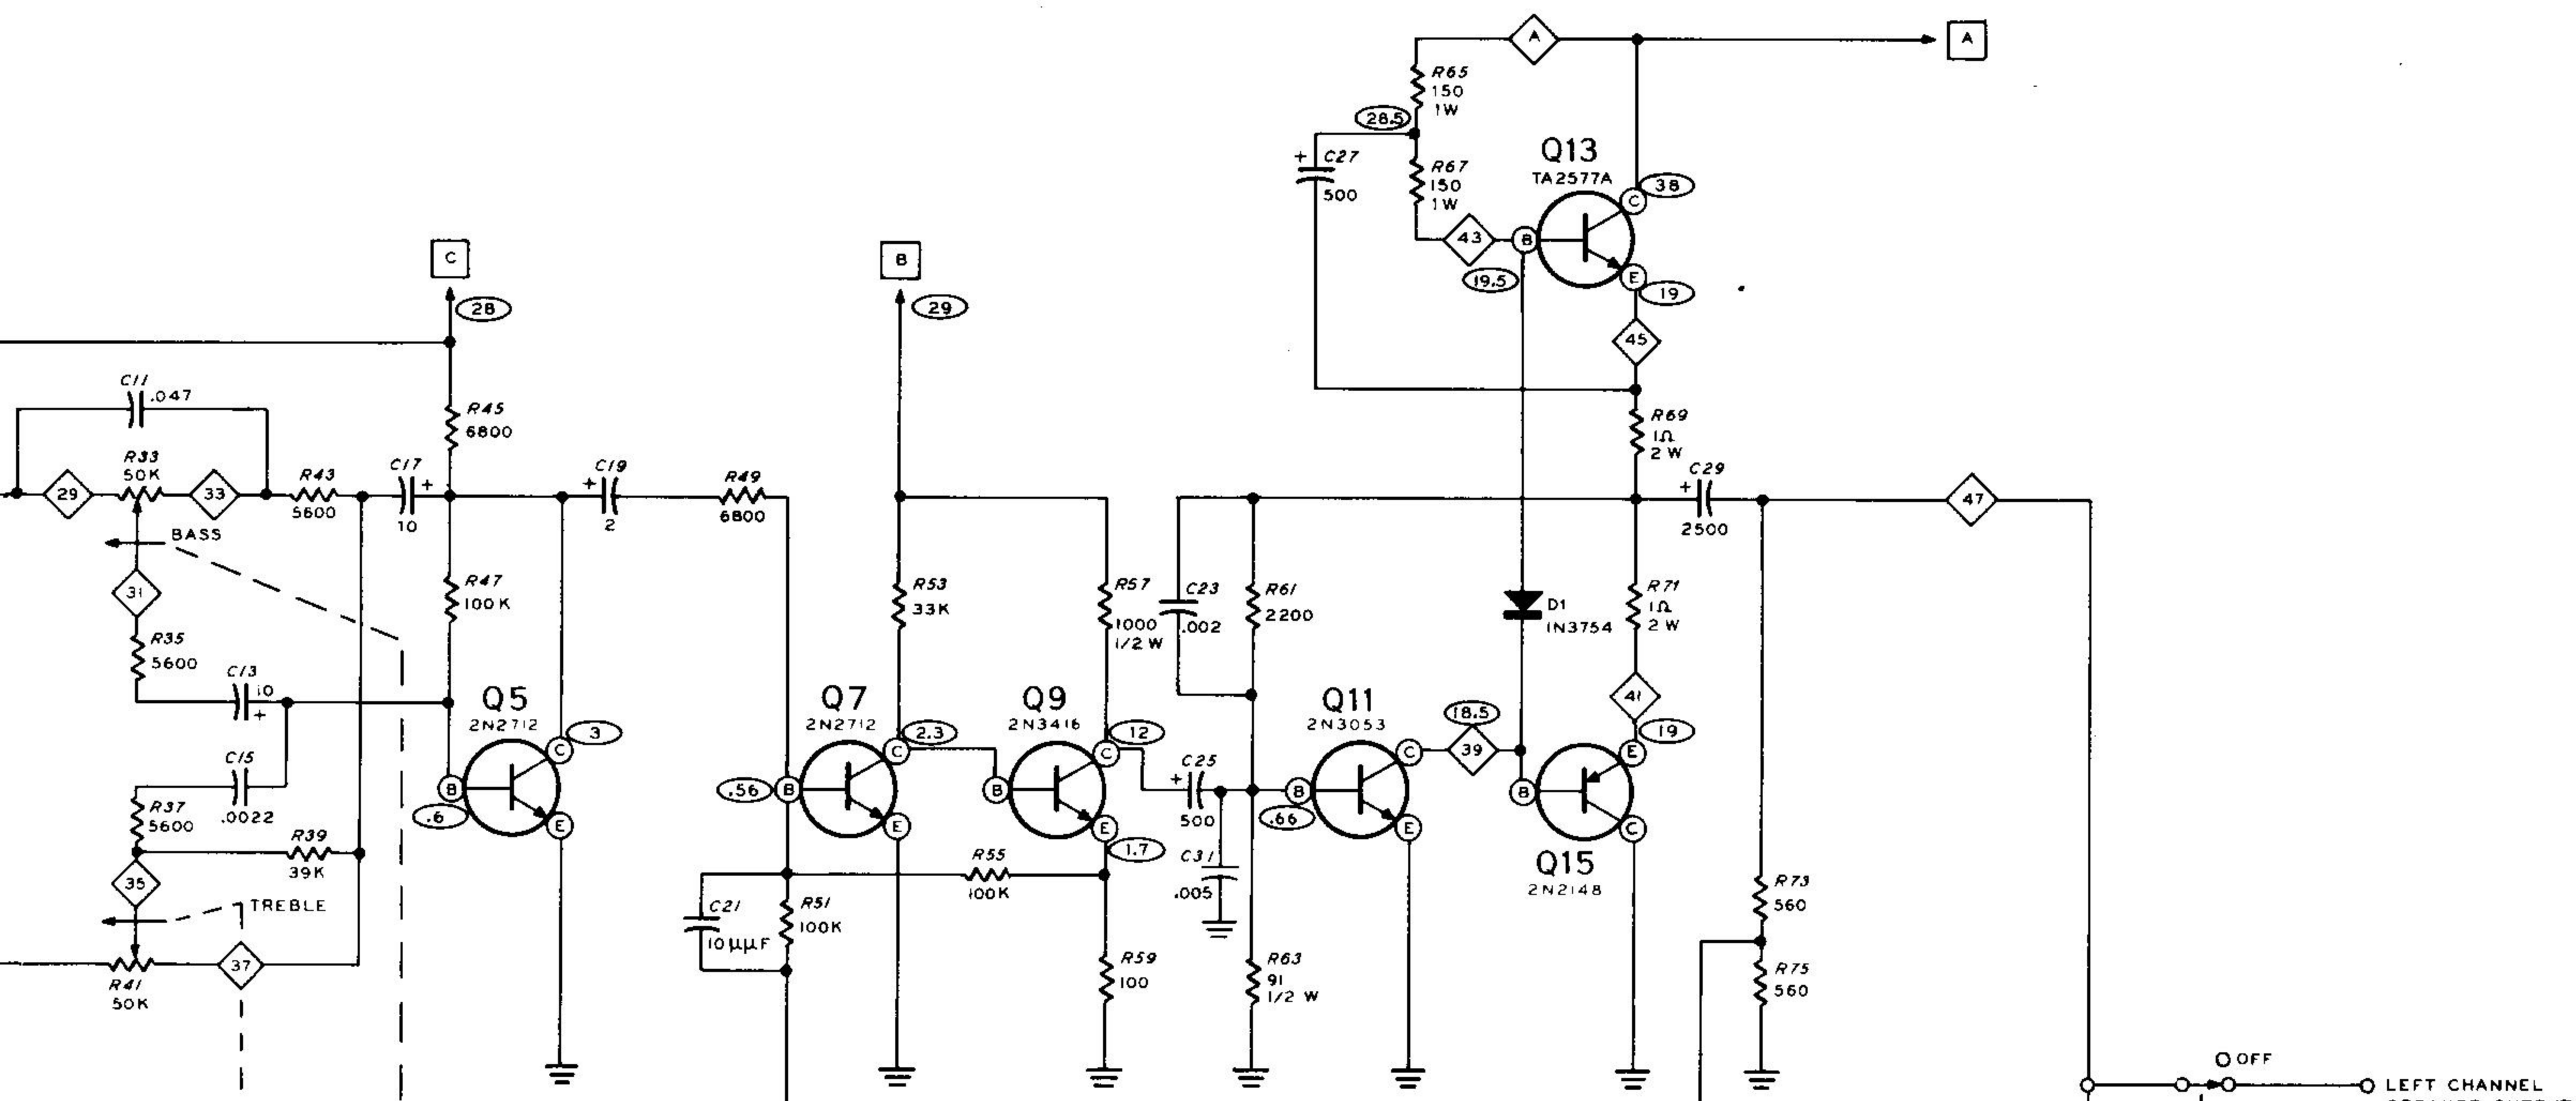 A
A
R65
150
1W
28.5
C27
+
500
R67
150
1W
Q13
TA2577A
38
C
43
B
19.5
E
19
45
C
28
B
29
C11
.047
R45
6800
R33
50K
29
33
R43
5600
C17
+
10
C19
+
2
R49
6800
R69
1Ω
2 W
C29
+
2500
47
BASS
31
R47
100K
R53
33K
R57
1000
1/2 W
C23
.002
R61
2200
D1
1N3754
R71
1Ω
2 W
R35
5600
C13
10
+
Q5
2N2712
C
3
B
.6
E
Q7
2N2712
C
2.3
.56
B
E
Q9
2N3416
C
12
B
E
1.7
Q11
2N3053
C
18.5
39
B
.66
E
41
19
E
B
C
Q15
2N2148
C15
.0022
R37
5600
R39
39K
35
TREBLE
37
R41
50K
C25
+
500
C31
.005
R55
100K
C21
10μμF
R51
100K
R59
100
R63
91
1/2 W
R73
560
R75
560
OFF
LEFT CHANNEL